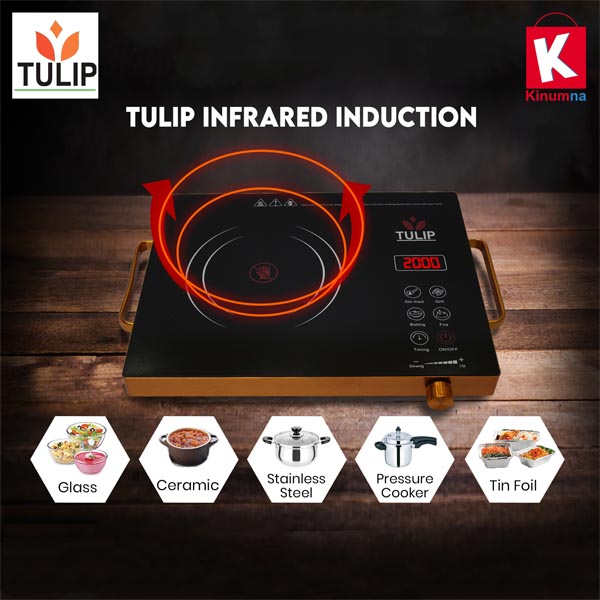 TULIP
K
Kinumna
TULIP INFRARED INDUCTION
TULIP
2000
Stir-fried Grill
Boiling Fire
Timing ON/OFF
- +
Up
Glass
Ceramic
Stainless
Steel
Pressure
Cooker
Tin Foil